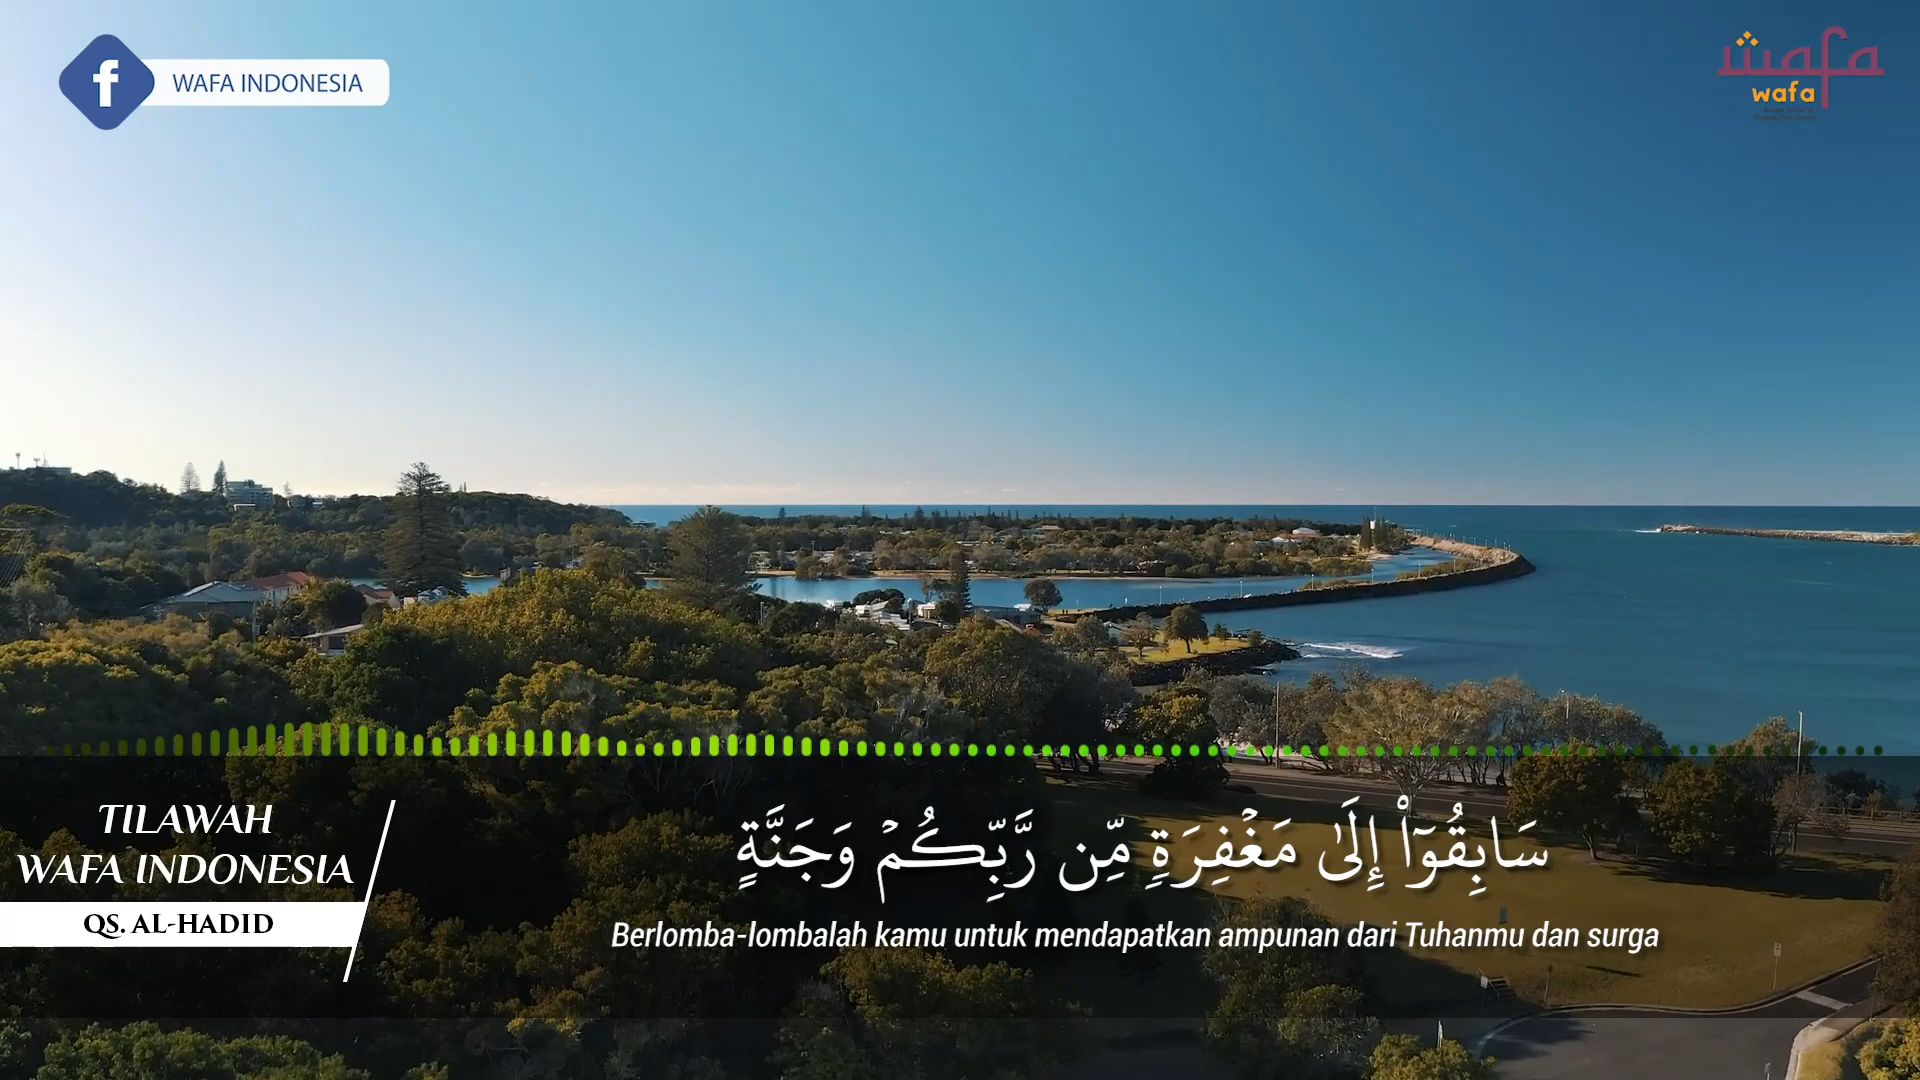 WAFA INDONESIA
wafa
wafa
TILAWAH
WAFA INDONESIA
QS. AL-HADID
سَابِقُوٓا۟ إِلَىٰ مَغْفِرَةٍ مِّن رَّبِّكُمْ وَجَنَّةٍ
Berlomba-lombalah kamu untuk mendapatkan ampunan dari Tuhanmu dan surga